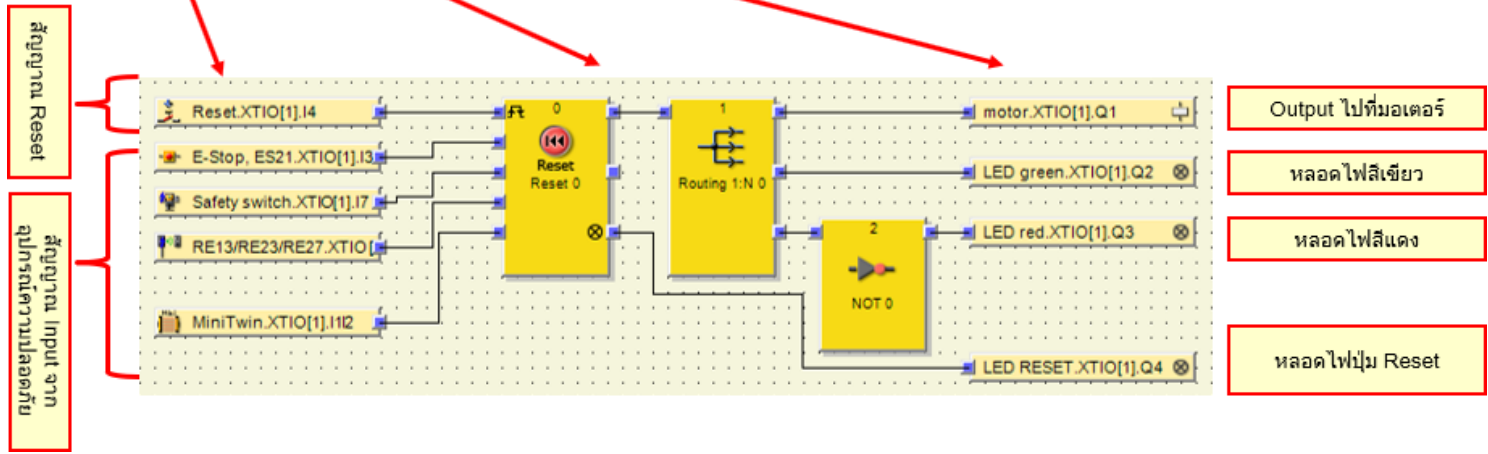 สัญญาณ Reset
สัญญาณ Input จาก
อุปกรณ์ความปลอดภัย
Reset.XTIO[1].I4
E-Stop, ES21.XTIO[1].I3
Safety switch.XTIO[1].I7
RE13/RE23/RE27.XTIO [
MiniTwin.XTIO[1].I1I2
0
Reset
Reset 0
1
Routing 1:N 0
2
NOT 0
motor.XTIO[1].Q1
LED green.XTIO[1].Q2
LED red.XTIO[1].Q3
LED RESET.XTIO[1].Q4
Output ไปที่มอเตอร์
หลอดไฟสีเขียว
หลอดไฟสีแดง
หลอดไฟปุ่ม Reset